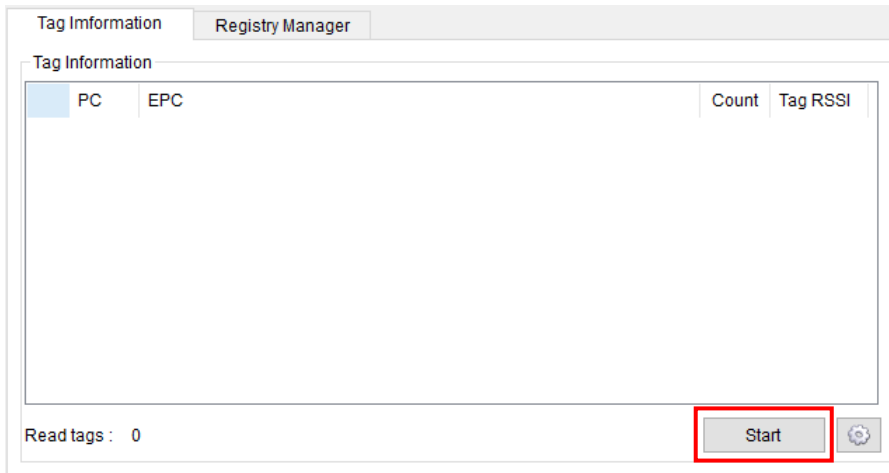 Tag Imformation Registry Manager
Tag Information
PC EPC Count Tag RSSI
Read tags : 0 Start